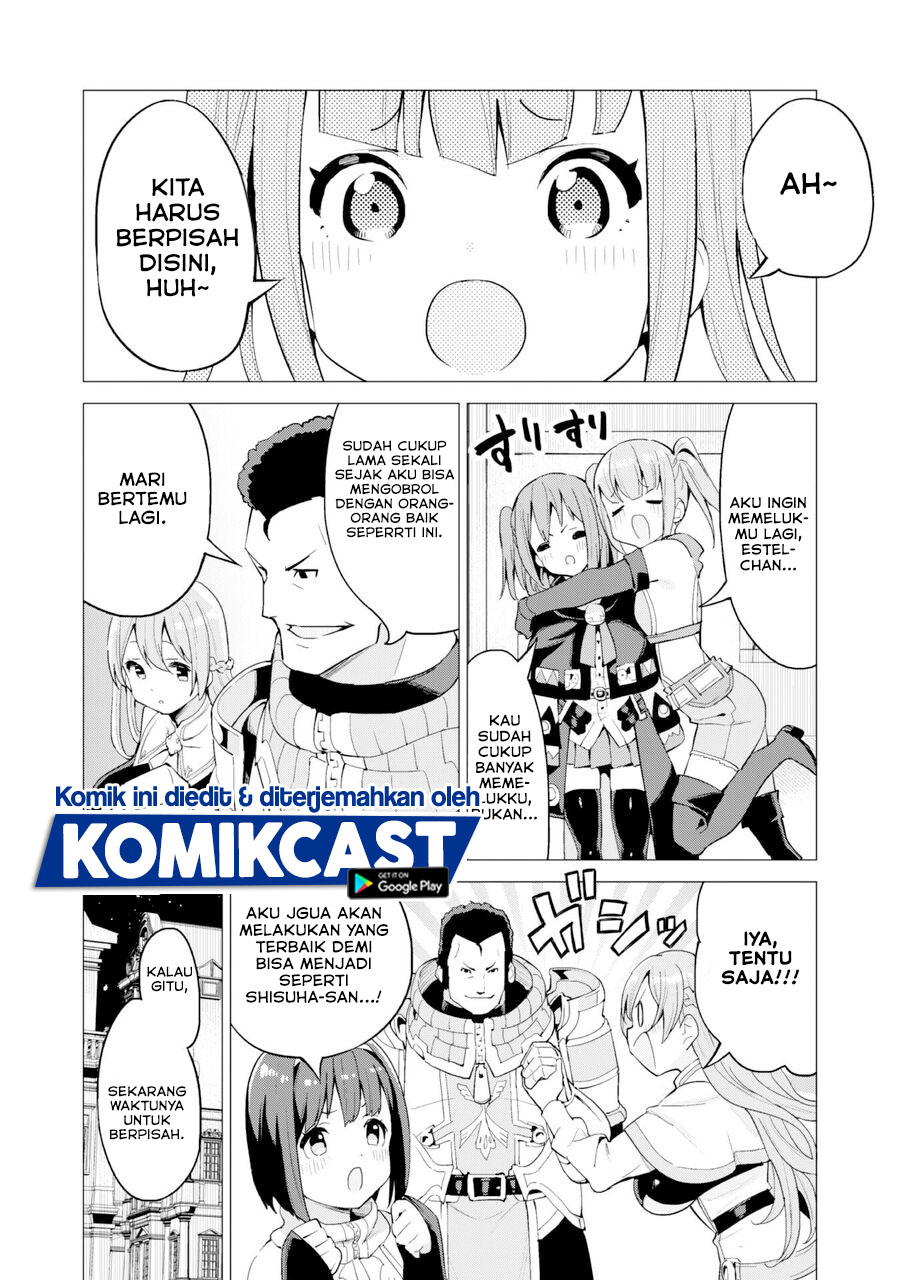 AH~
KITA
HARUS
BERPISAH
DISINI,
HUH~
すりすり
AKU INGIN
MEMELUK-
MU LAGI,
ESTEL-
CHAN...
KAU
SUDAH
CUKUP
BANYAK
MEME-
LUKKU,
BUKAN...
SUDAH CUKUP
LAMA SEKALI
SEJAK AKU BISA
MENGOBROL
DENGAN ORANG-
ORANG BAIK
SEPERRTI INI.
MARI
BERTEMU
LAGI.
Komik ini diedit & diterjemahkan oleh
KOMIKCAST
GET IT ON
Google Play
IYA,
TENTU
SAJA!!!
ガシッ
AKU JGUA AKAN
MELAKUKAN YANG
TERBAIK DEMI
BISA MENJADI
SEPERTI
SHISUHA-SAN...!
KALAU
GITU,
SEKARANG
WAKTUNYA
UNTUK
BERPISAH.